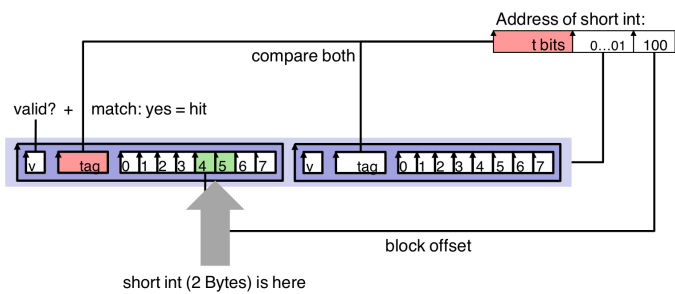 Address of short int:
t bits 0…01 100
compare both
valid? + match: yes = hit
v tag 0 1 2 3 4 5 6 7 v tag 0 1 2 3 4 5 6 7
block offset
short int (2 Bytes) is here